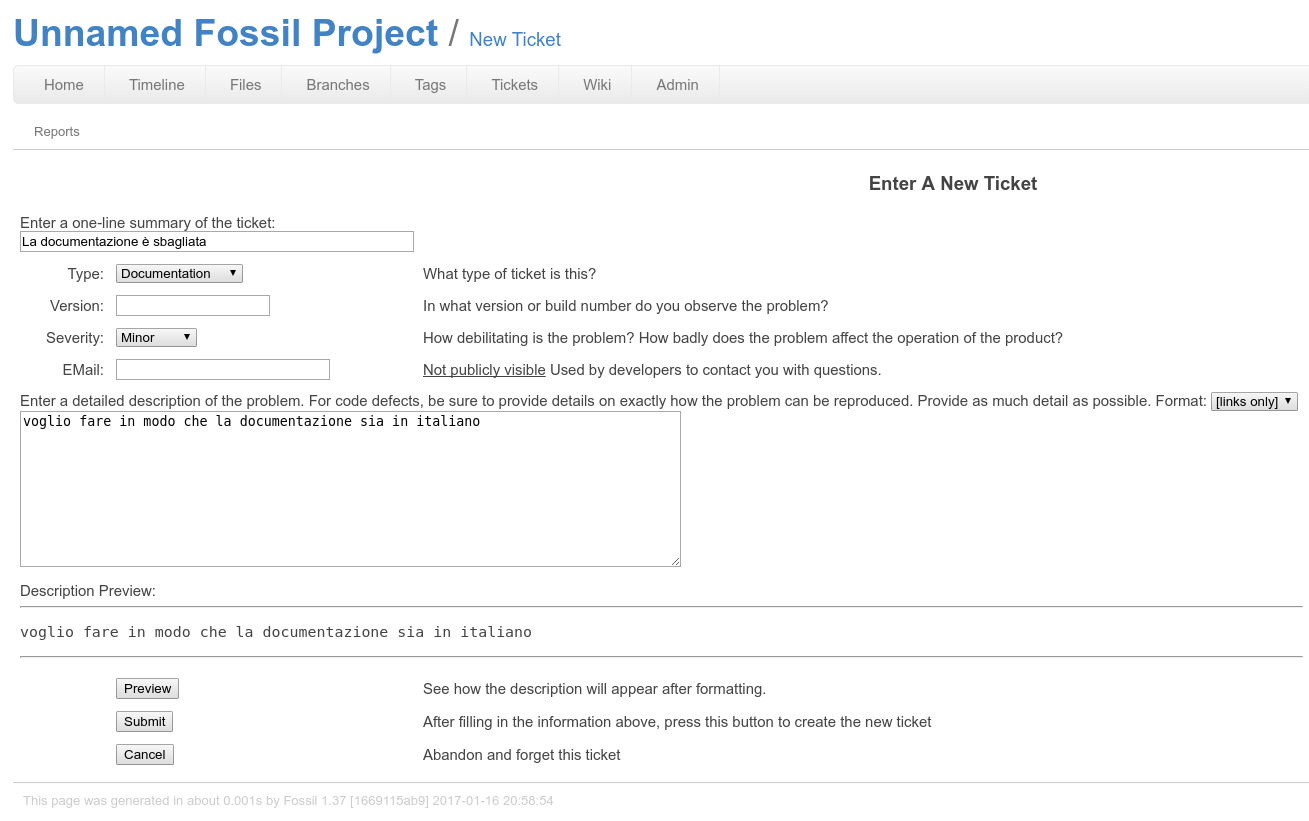 Unnamed Fossil Project / New Ticket
Home Timeline Files Branches Tags Tickets Wiki Admin
Reports
Enter A New Ticket
Enter a one-line summary of the ticket:
La documentazione è sbagliata
Type: Documentation What type of ticket is this?
Version: In what version or build number do you observe the problem?
Severity: Minor How debilitating is the problem? How badly does the problem affect the operation of the product?
EMail: Not publicly visible Used by developers to contact you with questions.
Enter a detailed description of the problem. For code defects, be sure to provide details on exactly how the problem can be reproduced. Provide as much detail as possible. Format: [links only]
voglio fare in modo che la documentazione sia in italiano
Description Preview:
voglio fare in modo che la documentazione sia in italiano
Preview See how the description will appear after formatting.
Submit After filling in the information above, press this button to create the new ticket
Cancel Abandon and forget this ticket
This page was generated in about 0.001s by Fossil 1.37 [1669115ab9] 2017-01-16 20:58:54